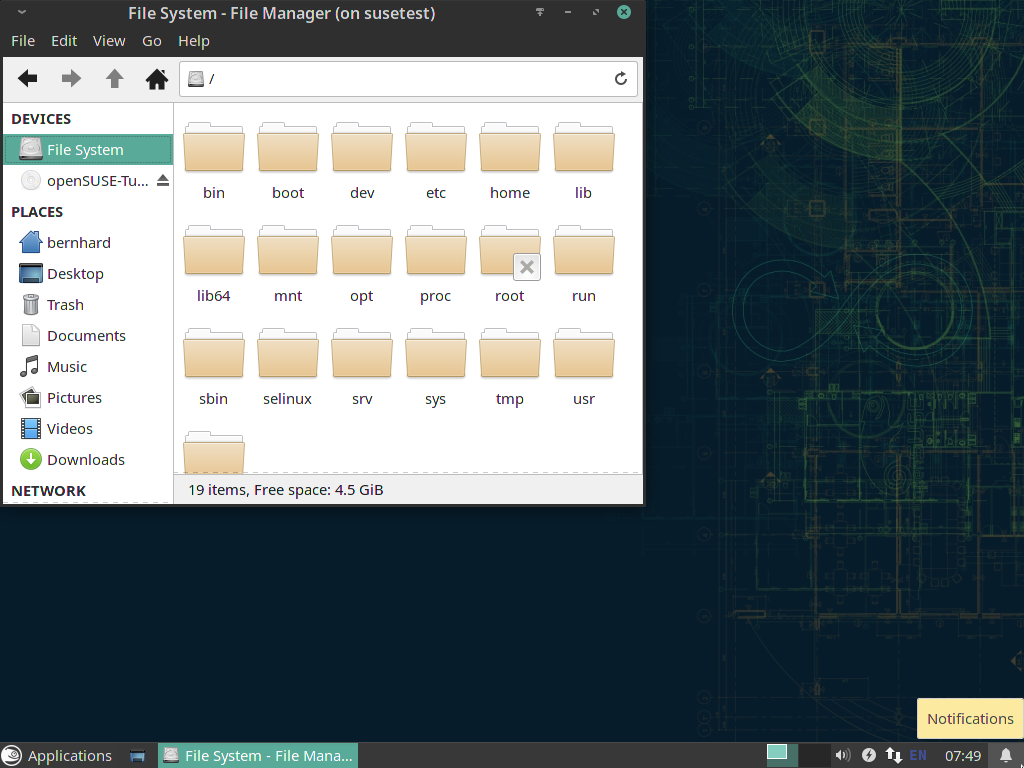 File System - File Manager (on susetest)
File Edit View Go Help
/
DEVICES
File System
openSUSE-Tu...
PLACES
bernhard
Desktop
Trash
Documents
Music
Pictures
Videos
Downloads
NETWORK
bin boot dev etc home lib
lib64 mnt opt proc root run
sbin selinux srv sys tmp usr
19 items, Free space: 4.5 GiB
Notifications
Applications
File System - File Mana...
EN
07:49